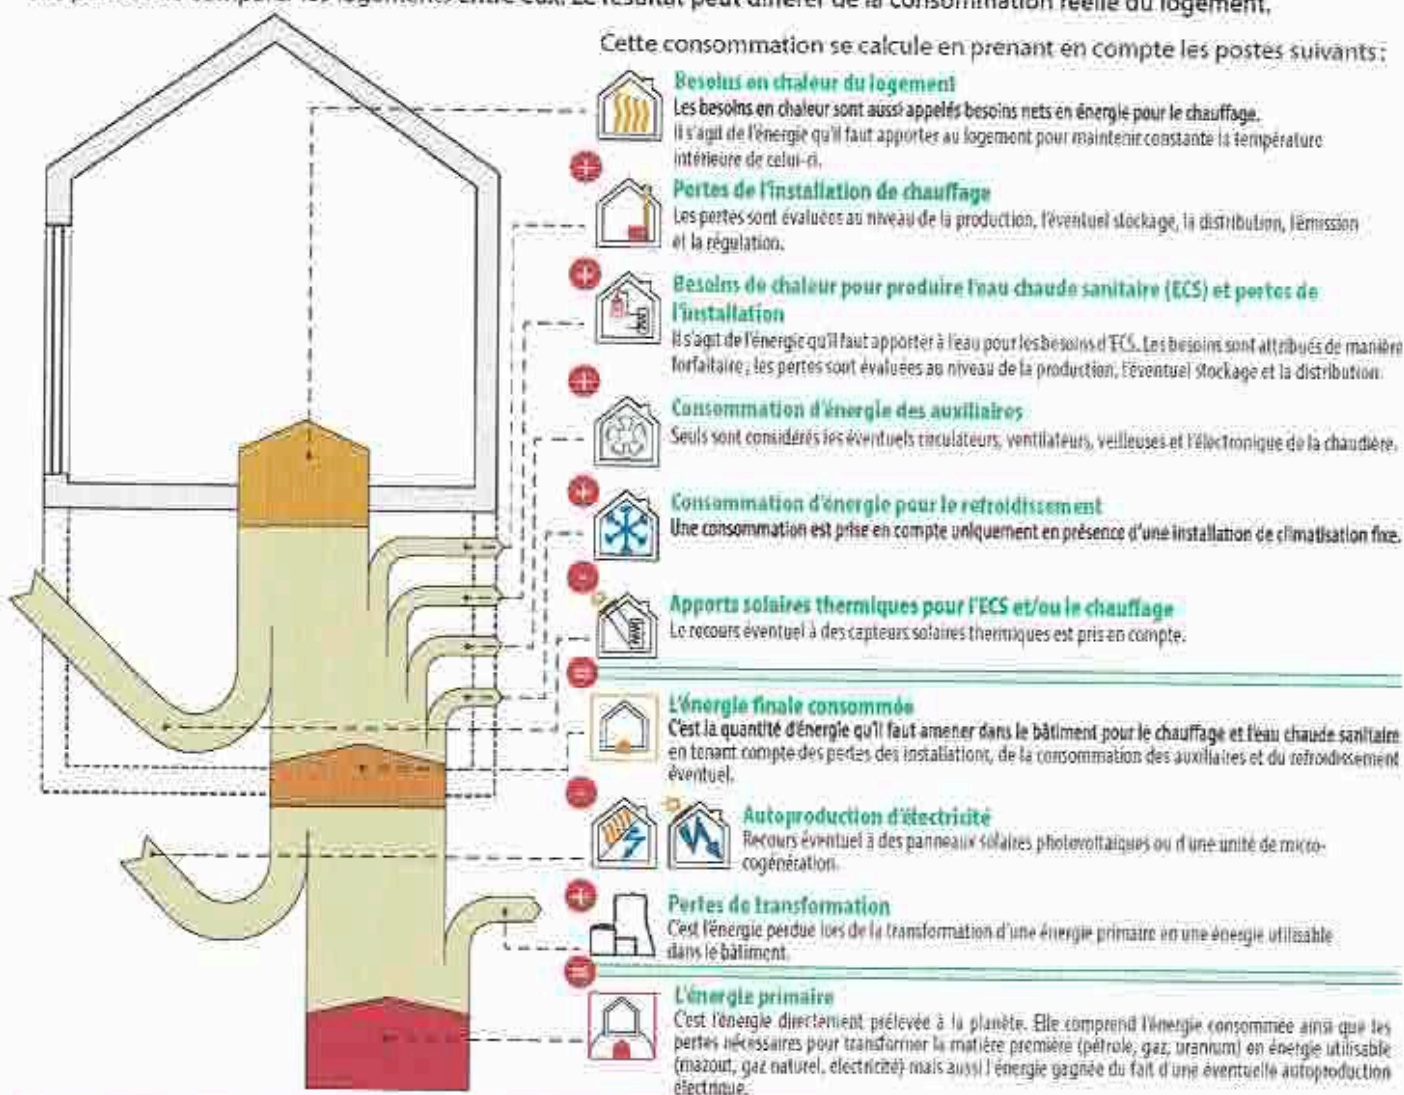 comparer les logements entre eux. Le résultat peut différer de la consommation réelle du logement.
Cette consommation se calcule en prenant en compte les postes suivants :
Besoins en chaleur du logement
Les besoins en chaleur sont aussi appelés besoins nets en énergie pour le chauffage.
Il s'agit de l'énergie qu'il faut apporter au logement pour maintenir constante la température
intérieure de celui-ci.
+
Pertes de l'installation de chauffage
Les pertes sont évaluées au niveau de la production, l'éventuel stockage, la distribution, l'émission
et la régulation.
+
Besoins de chaleur pour produire l'eau chaude sanitaire (ECS) et pertes de
l'installation
Il s'agit de l'énergie qu'il faut apporter à l'eau pour les besoins d'ECS. Les besoins sont attribués de manière
forfaitaire ; les pertes sont évaluées au niveau de la production, l'éventuel stockage et la distribution.
+
Consommation d'énergie des auxiliaires
Seuls sont considérés les éventuels circulateurs, ventilateurs, veilleuses et l'électronique de la chaudière.
+
Consommation d'énergie pour le refroidissement
Une consommation est prise en compte uniquement en présence d'une installation de climatisation fixe.
-
Apports solaires thermiques pour l'ECS et/ou le chauffage
Le recours éventuel à des capteurs solaires thermiques est pris en compte.
=
L'énergie finale consommée
C'est la quantité d'énergie qu'il faut amener dans le bâtiment pour le chauffage et l'eau chaude sanitaire
en tenant compte des pertes des installations, de la consommation des auxiliaires et du refroidissement
éventuel.
-
Autoproduction d'électricité
Recours éventuel à des panneaux solaires photovoltaïques ou d'une unité de micro-
cogénération.
+
Pertes de transformation
C'est l'énergie perdue lors de la transformation d'une énergie primaire en une énergie utilisable
dans le bâtiment.
=
L'énergie primaire
C'est l'énergie directement prélevée à la planète. Elle comprend l'énergie consommée ainsi que les
pertes nécessaires pour transformer la matière première (pétrole, gaz, uranium) en énergie utilisable
(mazout, gaz naturel, électricité) mais aussi l'énergie gagnée du fait d'une éventuelle autoproduction
électrique.